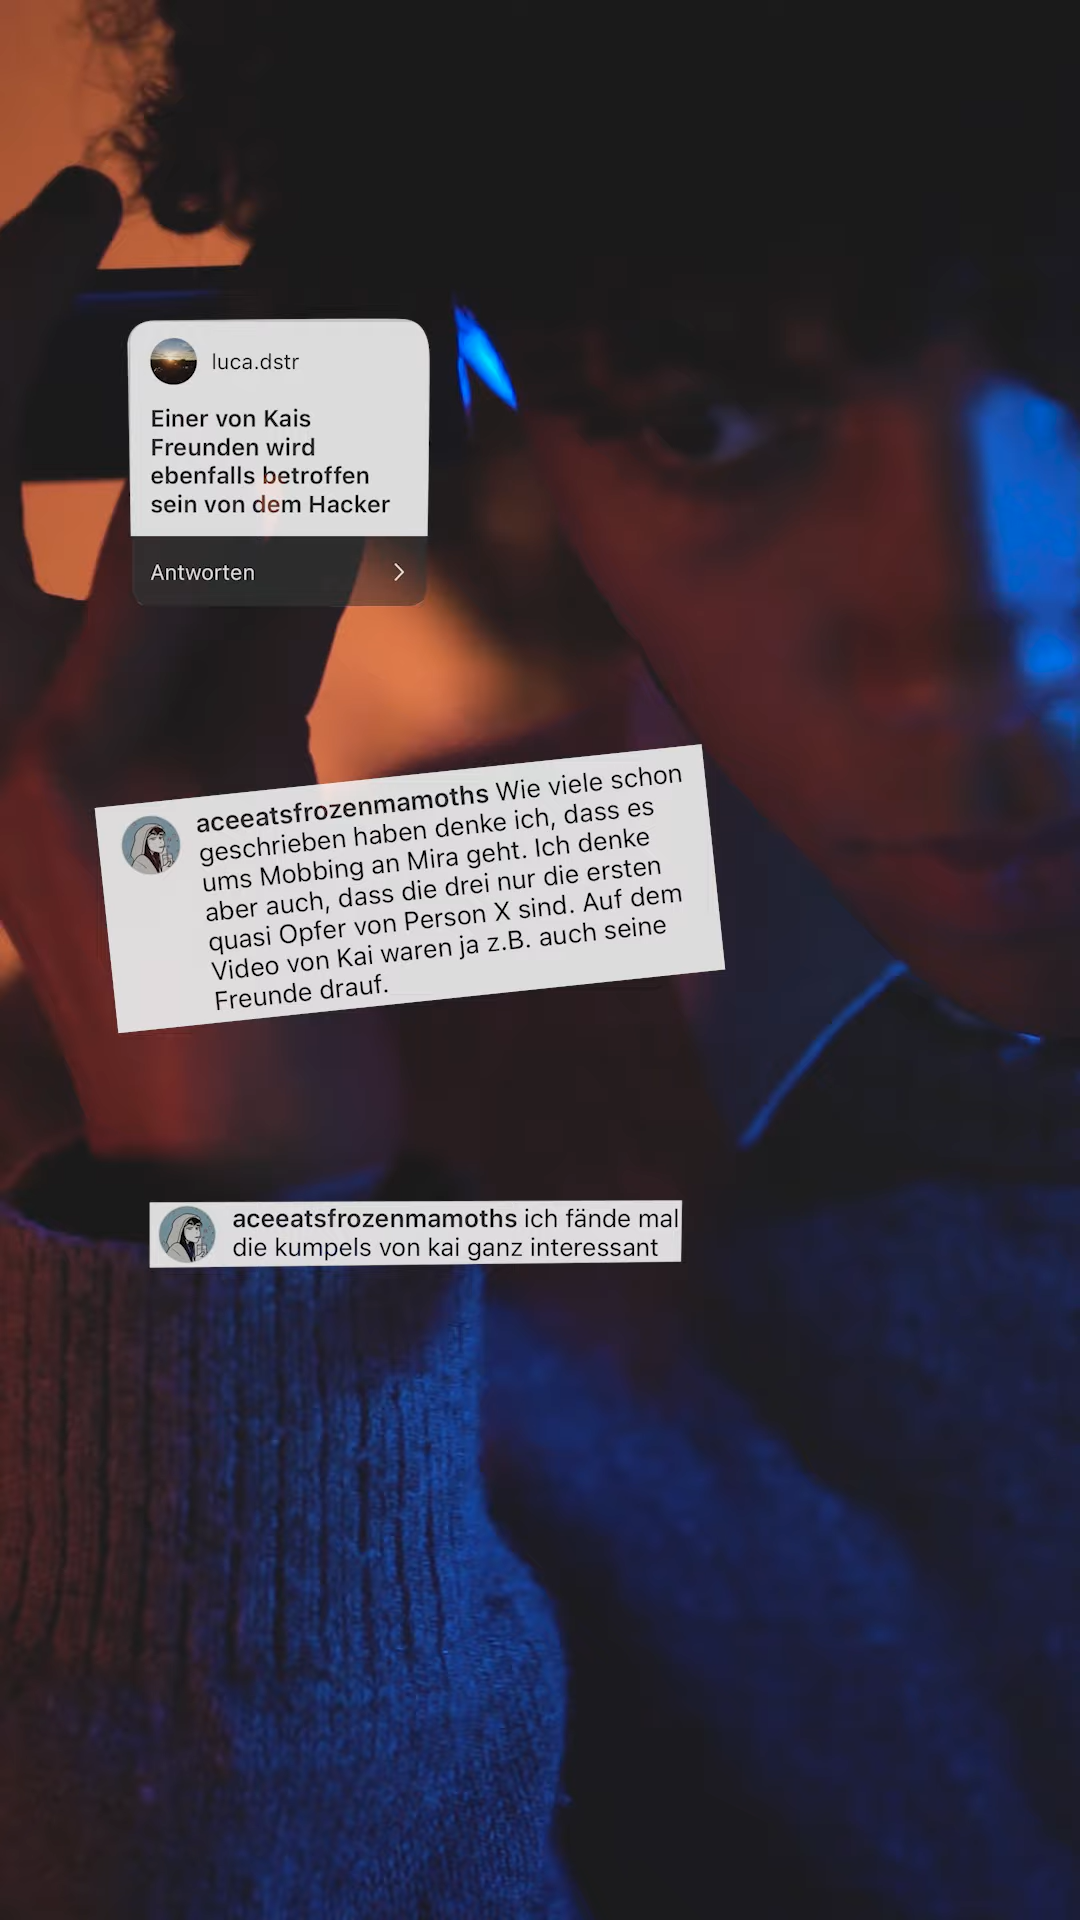 luca.dstr
Einer von Kais
Freunden wird
ebenfalls betroffen
sein von dem Hacker
Antworten
aceeatsfrozenmamoths Wie viele schon
geschrieben haben denke ich, dass es
ums Mobbing an Mira geht. Ich denke
aber auch, dass die drei nur die ersten
quasi Opfer von Person X sind. Auf dem
Video von Kai waren ja z.B. auch seine
Freunde drauf.
aceeatsfrozenmamoths ich fände mal
die kumpels von kai ganz interessant